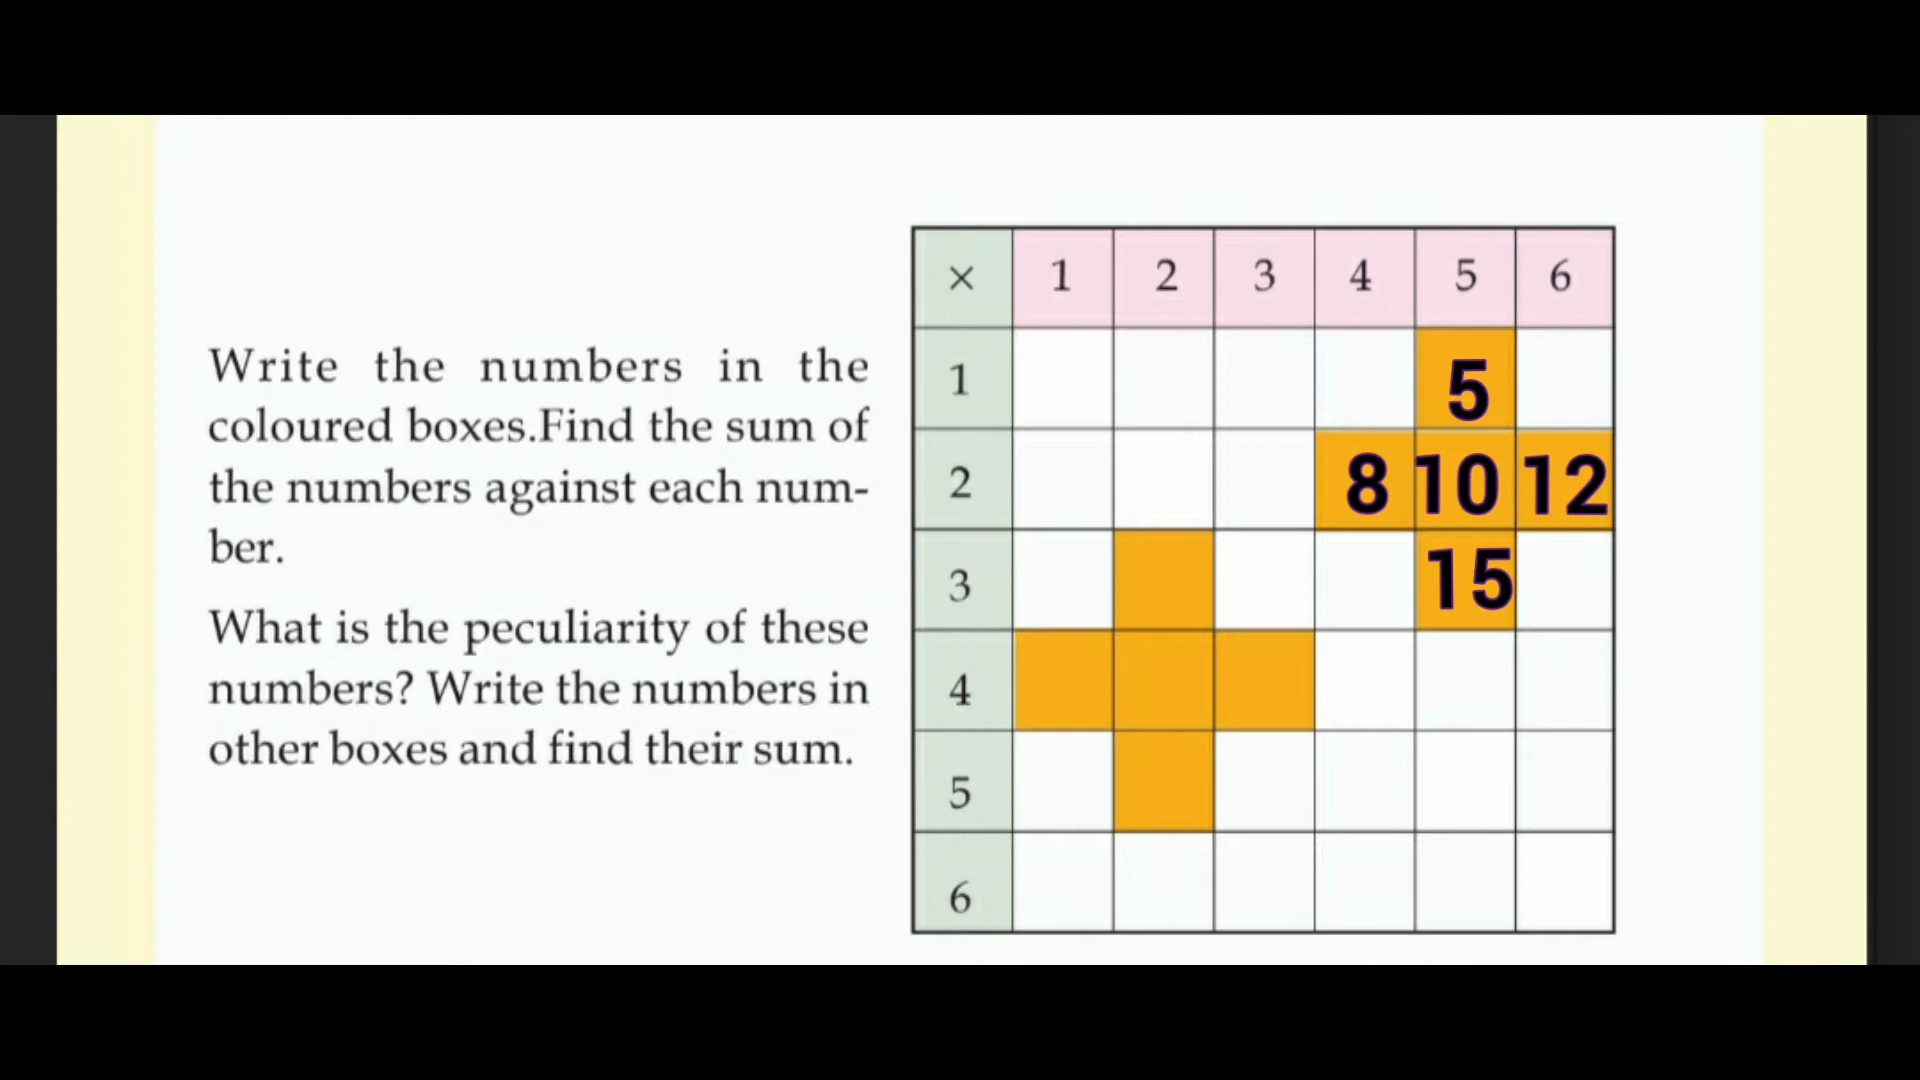 Write the numbers in the
coloured boxes.Find the sum of
the numbers against each num-
ber.
What is the peculiarity of these
numbers? Write the numbers in
other boxes and find their sum.
× 1 2 3 4 5 6
1 5
2 8 10 12
3 15
4
5
6